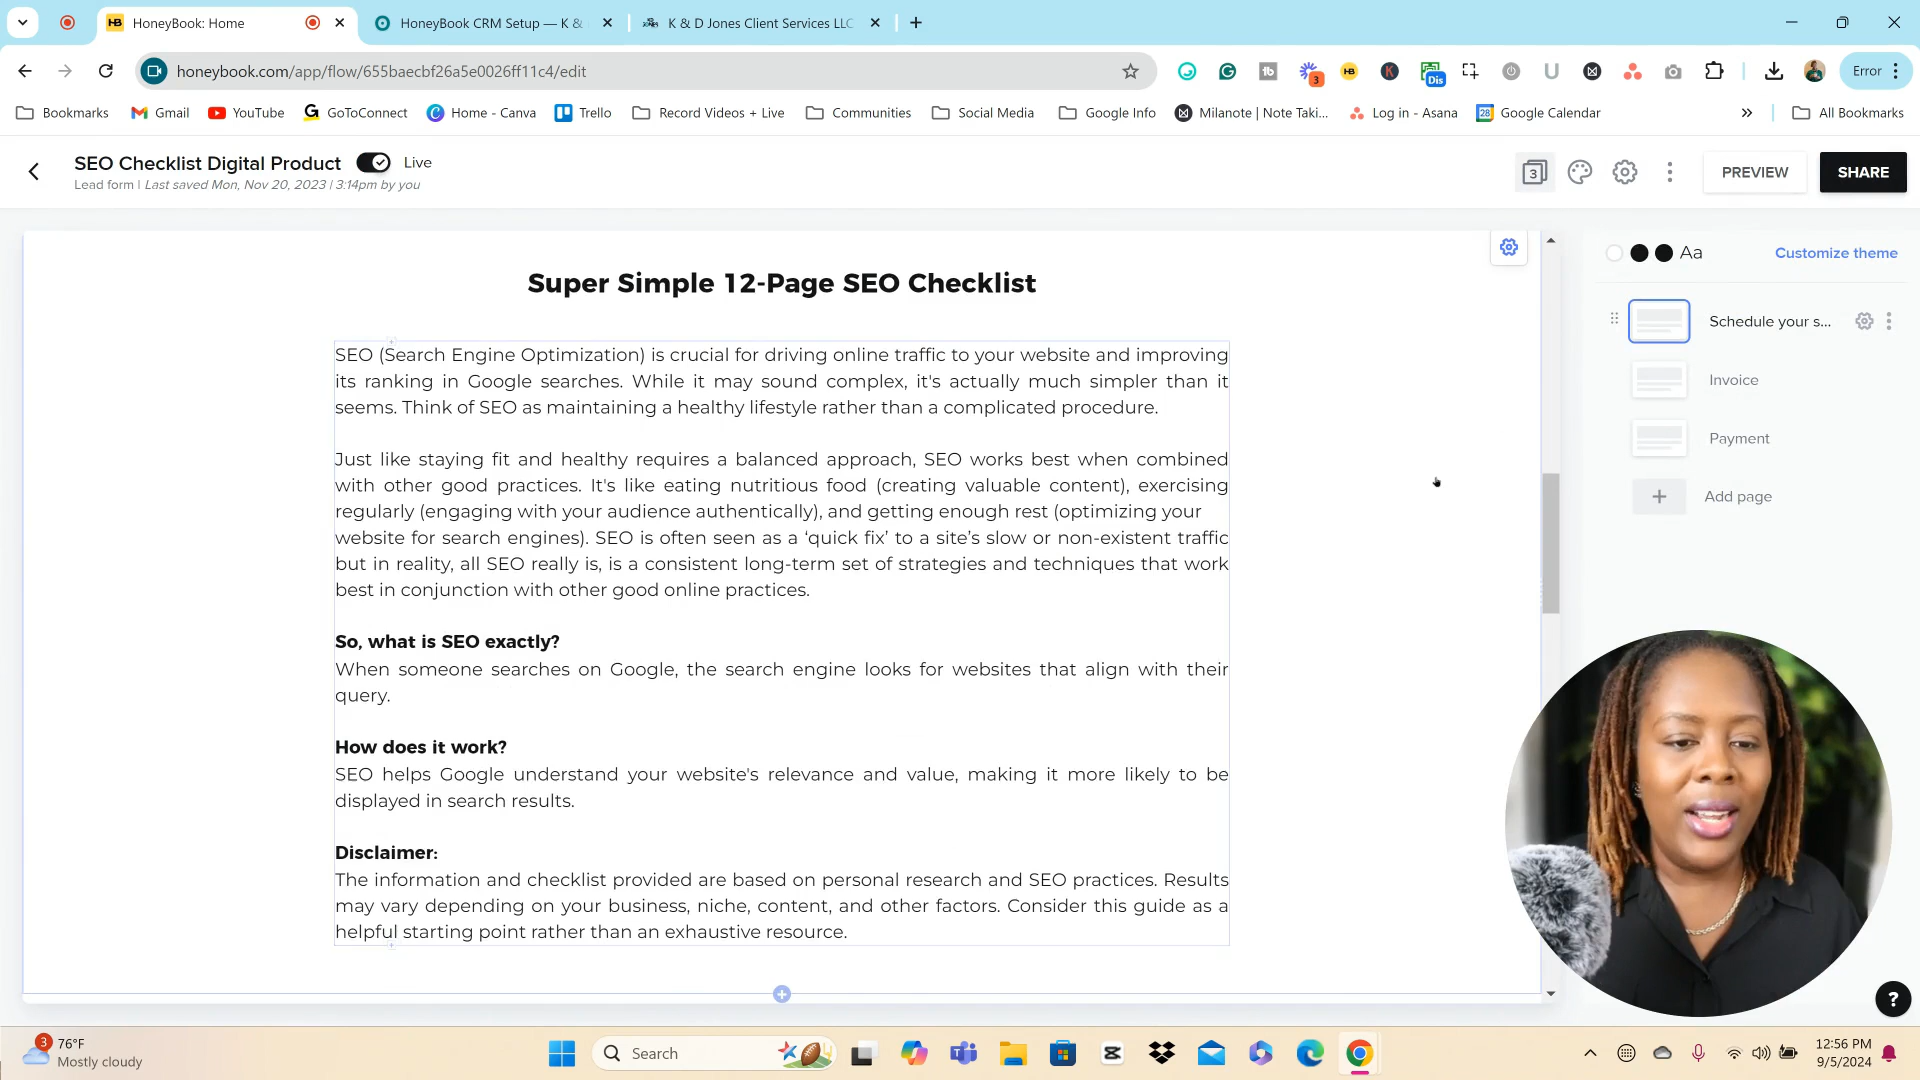 HoneyBook: Home
HoneyBook CRM Setup — K &
K & D Jones Client Services LLC
honeybook.com/app/flow/655baecbf26a5e0026ff11c4/edit
3
Dis
Error
Bookmarks
Gmail
YouTube
GoToConnect
Home - Canva
Trello
Record Videos + Live
Communities
Social Media
Google Info
Milanote | Note Taki...
Log in - Asana
Google Calendar
All Bookmarks
SEO Checklist Digital Product
Live
Lead form | Last saved Mon, Nov 20, 2023 | 3:14pm by you
3
PREVIEW
SHARE
Super Simple 12-Page SEO Checklist
SEO (Search Engine Optimization) is crucial for driving online traffic to your website and improving
its ranking in Google searches. While it may sound complex, it's actually much simpler than it
seems. Think of SEO as maintaining a healthy lifestyle rather than a complicated procedure.
Just like staying fit and healthy requires a balanced approach, SEO works best when combined
with other good practices. It's like eating nutritious food (creating valuable content), exercising
regularly (engaging with your audience authentically), and getting enough rest (optimizing your
website for search engines). SEO is often seen as a ‘quick fix’ to a site’s slow or non-existent traffic
but in reality, all SEO really is, is a consistent long-term set of strategies and techniques that work
best in conjunction with other good online practices.
So, what is SEO exactly?
When someone searches on Google, the search engine looks for websites that align with their
query.
How does it work?
SEO helps Google understand your website's relevance and value, making it more likely to be
displayed in search results.
Disclaimer:
The information and checklist provided are based on personal research and SEO practices. Results
may vary depending on your business, niche, content, and other factors. Consider this guide as a
helpful starting point rather than an exhaustive resource.
Aa
Customize theme
Schedule your s...
Invoice
Payment
Add page
?
3
76°F
Mostly cloudy
Search
12:56 PM
9/5/2024